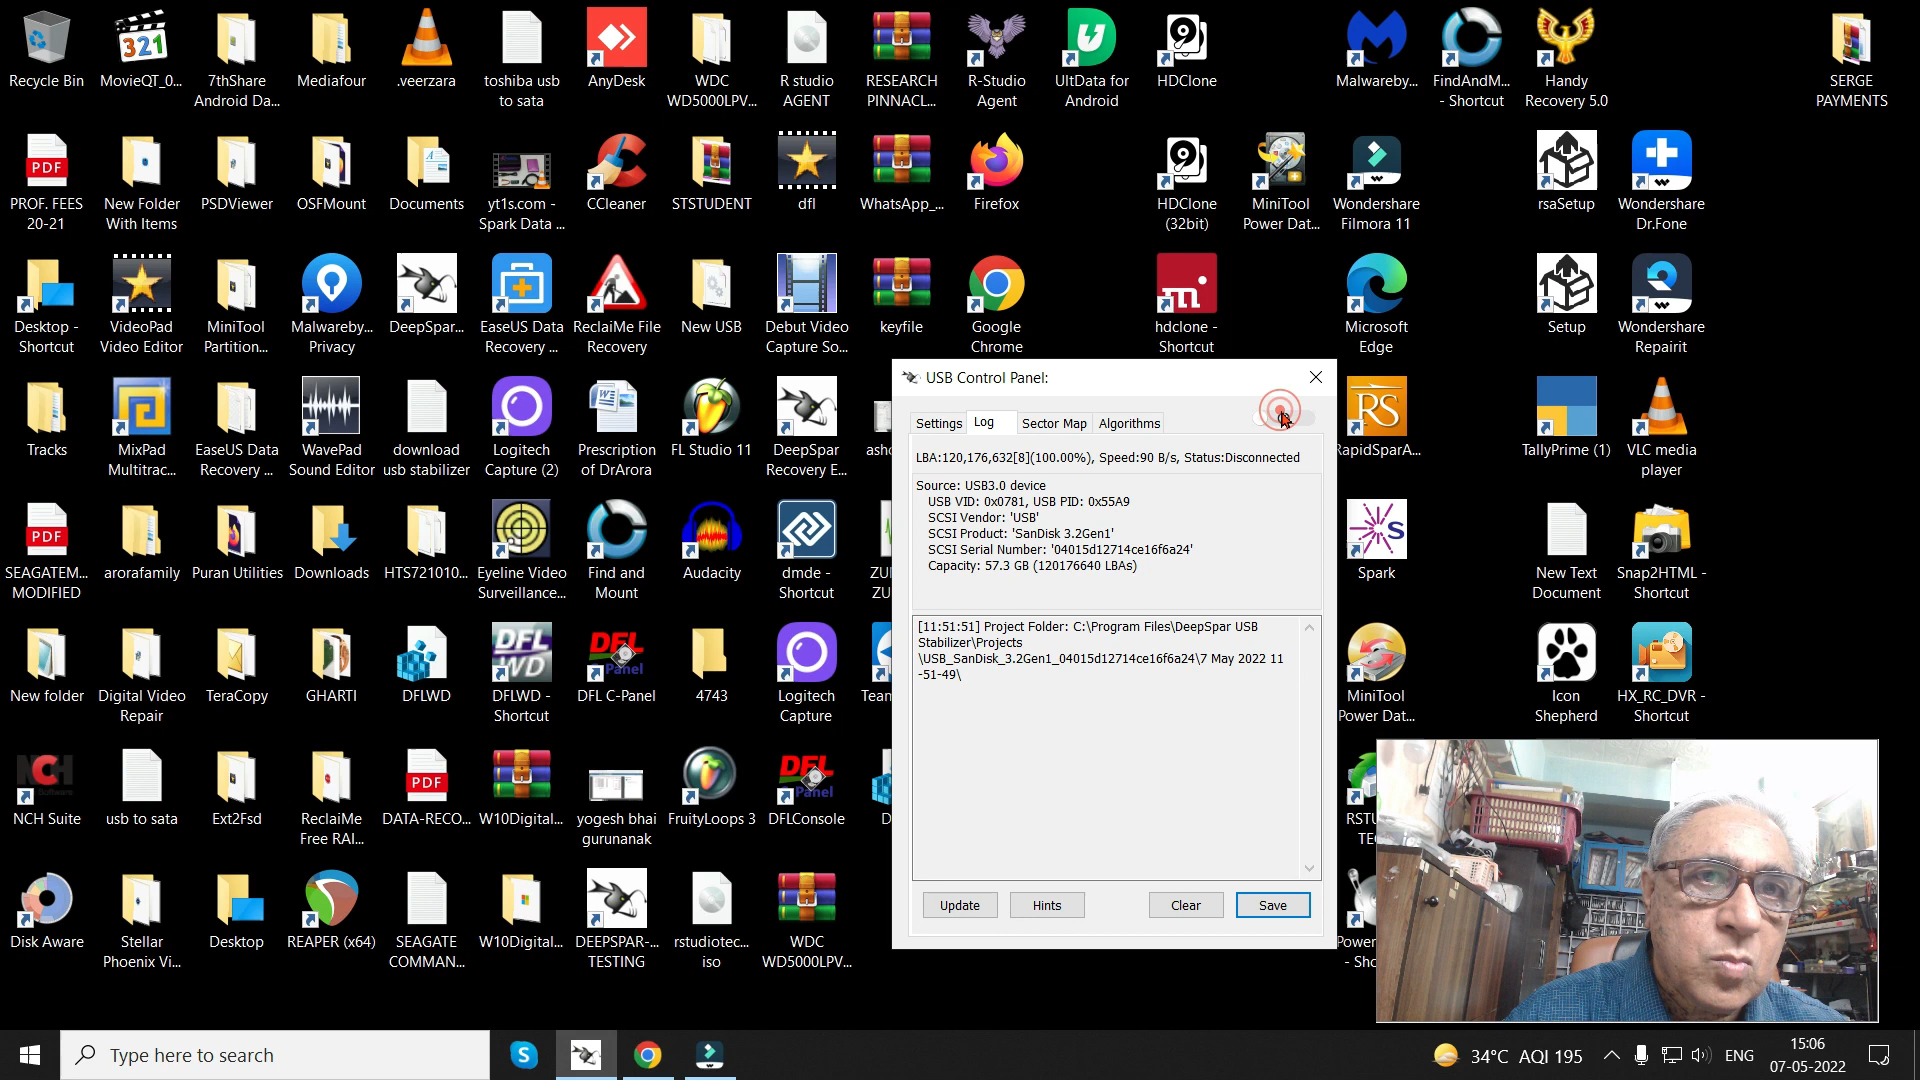 Recycle Bin
MovieQT_0...
7thShare
Android Da...
Mediafour
.veerzara
toshiba usb
to sata
AnyDesk
WDC
WD5000LPV...
R studio
AGENT
RESEARCH
PINNACL...
R-Studio
Agent
UltData for
Android
HDClone
Malwareby...
FindAndM...
- Shortcut
Handy
Recovery 5.0
SERGE
PAYMENTS
PROF. FEES
20-21
New Folder
With Items
PSDViewer
OSFMount
Documents
yt1s.com -
Spark Data ...
CCleaner
STSTUDENT
dfl
WhatsApp_...
Firefox
HDClone
(32bit)
MiniTool
Power Dat...
Wondershare
Filmora 11
rsaSetup
Wondershare
Dr.Fone
Desktop -
Shortcut
VideoPad
Video Editor
MiniTool
Partition...
Malwareby...
Privacy
DeepSpar...
EaseUS Data
Recovery ...
ReclaiMe File
Recovery
New USB
Debut Video
Capture So...
keyfile
Google
Chrome
hdclone -
Shortcut
Microsoft
Edge
Setup
Wondershare
Repairit
Tracks
MixPad
Multitrac...
EaseUS Data
Recovery ...
WavePad
Sound Editor
download
usb stabilizer
Logitech
Capture (2)
Prescription
of DrArora
FL Studio 11
DeepSpar
Recovery E...
asho
RapidSparA...
TallyPrime (1)
VLC media
player
SEAGATEM...
MODIFIED
arorafamily
Puran Utilities
Downloads
HTS721010...
Eyeline Video
Surveillance...
Find and
Mount
Audacity
dmde -
Shortcut
ZU
ZU
Spark
New Text
Document
Snap2HTML -
Shortcut
New folder
Digital Video
Repair
TeraCopy
GHARTI
DFLWD
DFLWD -
Shortcut
DFL C-Panel
4743
Logitech
Capture
Team
MiniTool
Power Dat...
Icon
Shepherd
HX_RC_DVR -
Shortcut
NCH Suite
usb to sata
Ext2Fsd
ReclaiMe
Free RAI...
DATA-RECO...
W10Digital...
yogesh bhai
gurunanak
FruityLoops 3
DFLConsole
D
RSTU
TE
Disk Aware
Stellar
Phoenix Vi...
Desktop
REAPER (x64)
SEAGATE
COMMAN...
W10Digital...
DEEPSPAR-...
TESTING
rstudiotec...
iso
WDC
WD5000LPV...
Power
- Sho
USB Control Panel:
Settings Log Sector Map Algorithms
LBA:120,176,632[8](100.00%), Speed:90 B/s, Status:Disconnected
Source: USB3.0 device
USB VID: 0x0781, USB PID: 0x55A9
SCSI Vendor: 'USB'
SCSI Product: 'SanDisk 3.2Gen1'
SCSI Serial Number: '04015d12714ce16f6a24'
Capacity: 57.3 GB (120176640 LBAs)
[11:51:51] Project Folder: C:\Program Files\DeepSpar USB
Stabilizer\Projects
\USB_SanDisk_3.2Gen1_04015d12714ce16f6a24\7 May 2022 11
-51-49\
Update Hints Clear Save
Type here to search
34°C AQI 195
ENG
15:06
07-05-2022